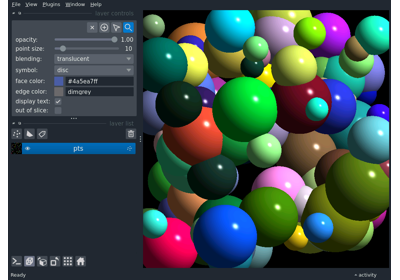 File View Plugins Window Help
layer controls
opacity: 1.00
point size: 10
blending: translucent
symbol: disc
face color: #4a5ea7ff
edge color: dimgrey
display text:
out of slice:
layer list
pts
Ready
activity